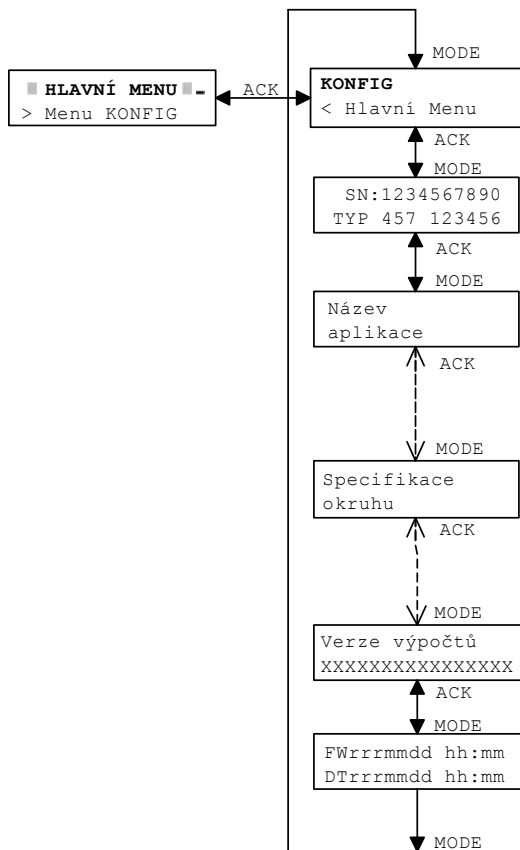 MODE
HLAVNÍ MENU
> Menu KONFIG
ACK
KONFIG
< Hlavní Menu
ACK
MODE
SN:1234567890
TYP 457 123456
ACK
MODE
Název
aplikace
ACK
MODE
Specifikace
okruhu
ACK
MODE
Verze výpočtů
XXXXXXXXXXXXXXXX
ACK
MODE
FWrrrmmdd hh:mm
DTrrrmmdd hh:mm
MODE